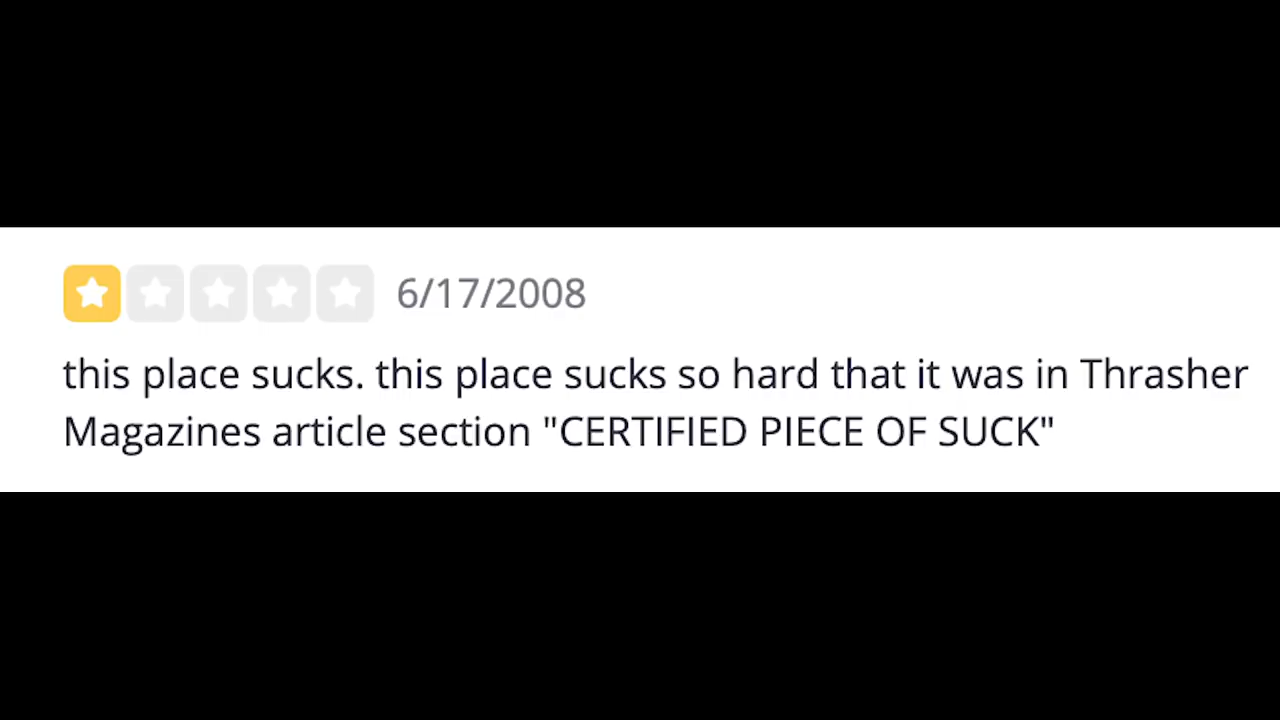 6/17/2008
this place sucks. this place sucks so hard that it was in Thrasher
Magazines article section "CERTIFIED PIECE OF SUCK"